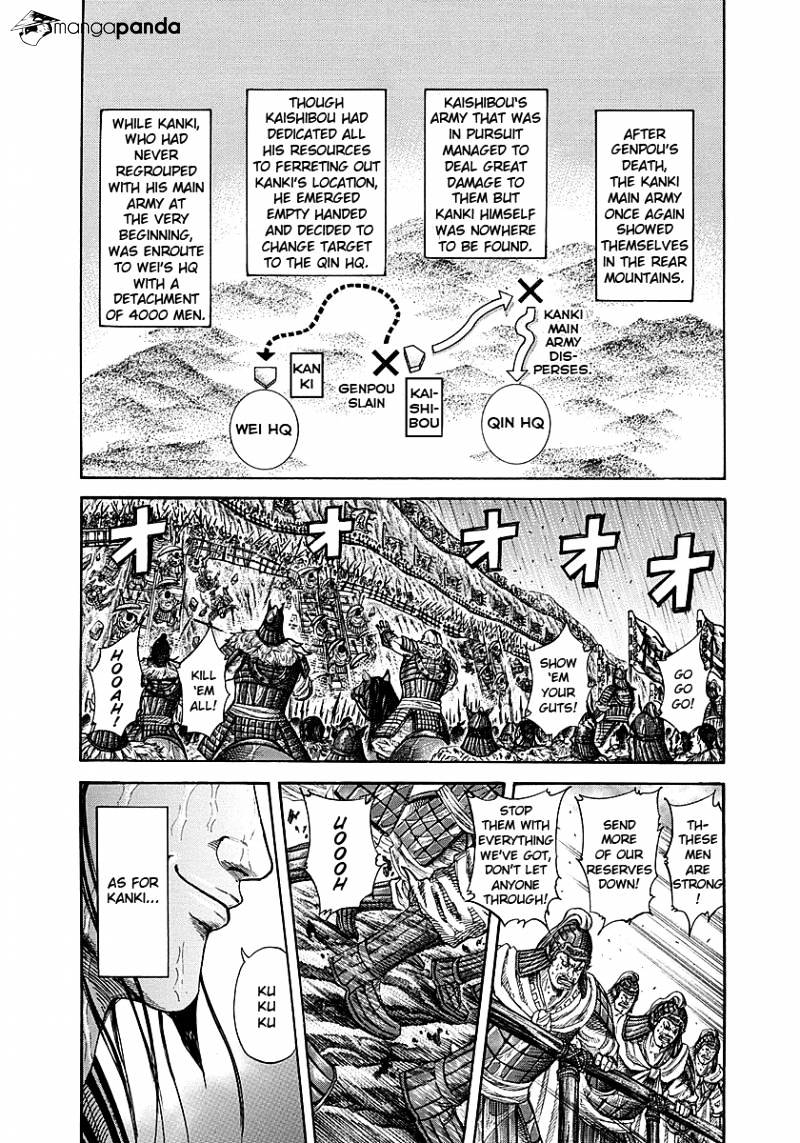 mangapanda
AFTER
GENPOU'S
DEATH,
THE KANKI
MAIN ARMY
ONCE AGAIN
SHOWED
THEMSELVES
IN THE REAR
MOUNTAINS.
KAISHIBOU'S
ARMY THAT WAS
IN PURSUIT
MANAGED TO
DEAL GREAT
DAMAGE TO
THEM BUT
KANKI HIMSELF
WAS NOWHERE
TO BE FOUND.
THOUGH
KAISHIBOU HAD
DEDICATED ALL
HIS RESOURCES
TO FERRETING OUT
KANKI'S LOCATION,
HE EMERGED
EMPTY HANDED
AND DECIDED TO
CHANGE TARGET
TO THE QIN HQ.
WHILE KANKI,
WHO HAD
NEVER
REGROUPED
WITH HIS MAIN
ARMY AT
THE VERY
BEGINNING,
WAS ENROUTE
TO WEI'S HQ
WITH A
DETACHMENT
OF 4000 MEN.
KANKI
MAIN
ARMY
DIS-
PERSES.
QIN HQ
KAI-
SHI-
BOU
GENPOU
SLAIN
KAN
KI
WEI HQ
オオオオオ
GO
GO
GO!
SHOW
'EM
YOUR
GUTS!
KILL
'EM
ALL!
HOOAH!
TH-
THESE
MEN
ARE
STRONG
!
SEND
MORE
OF OUR
RESERVES
DOWN!
STOP
THEM WITH
EVERYTHING
WE'VE GOT,
DON'T LET
ANYONE
THROUGH!
UOOOH
AS FOR
KANKI...
KU
KU
KU